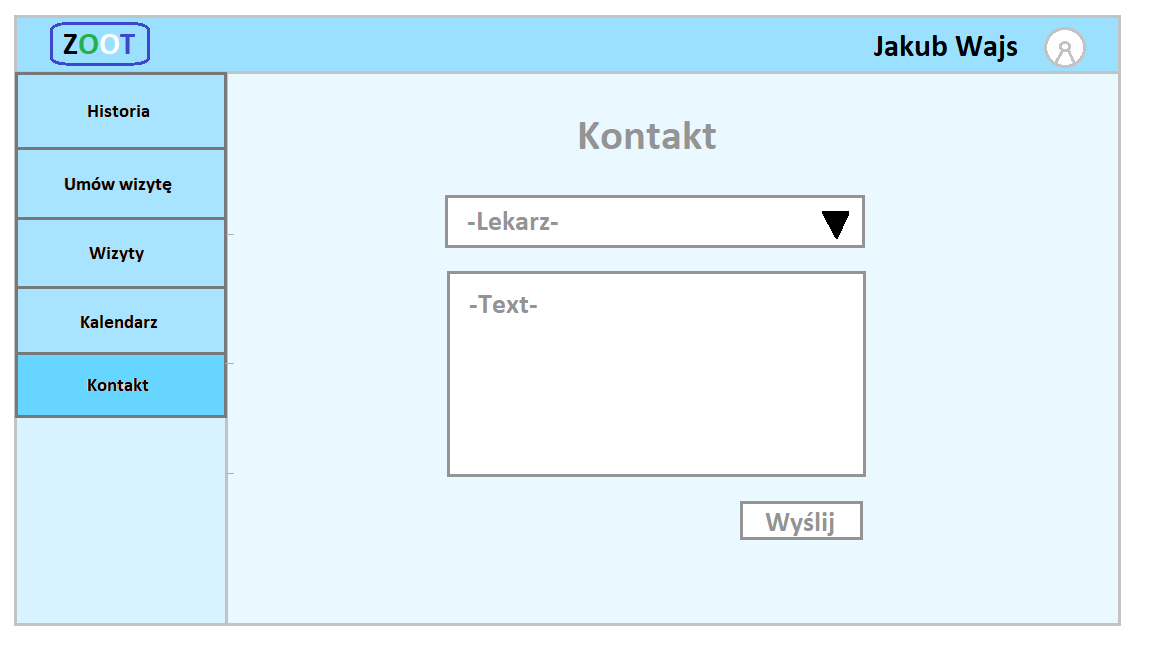 ZOOT
Jakub Wajs
Historia
Umów wizytę
Wizyty
Kalendarz
Kontakt
Kontakt
-Lekarz-
-Text-
Wyślij